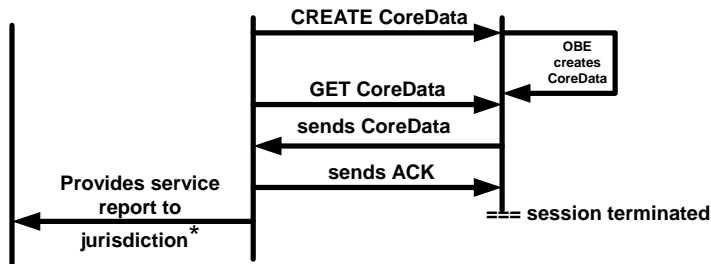 CREATE CoreData
OBE
creates
CoreData
GET CoreData
sends CoreData
sends ACK
Provides service
report to
jurisdiction*
=== session terminated